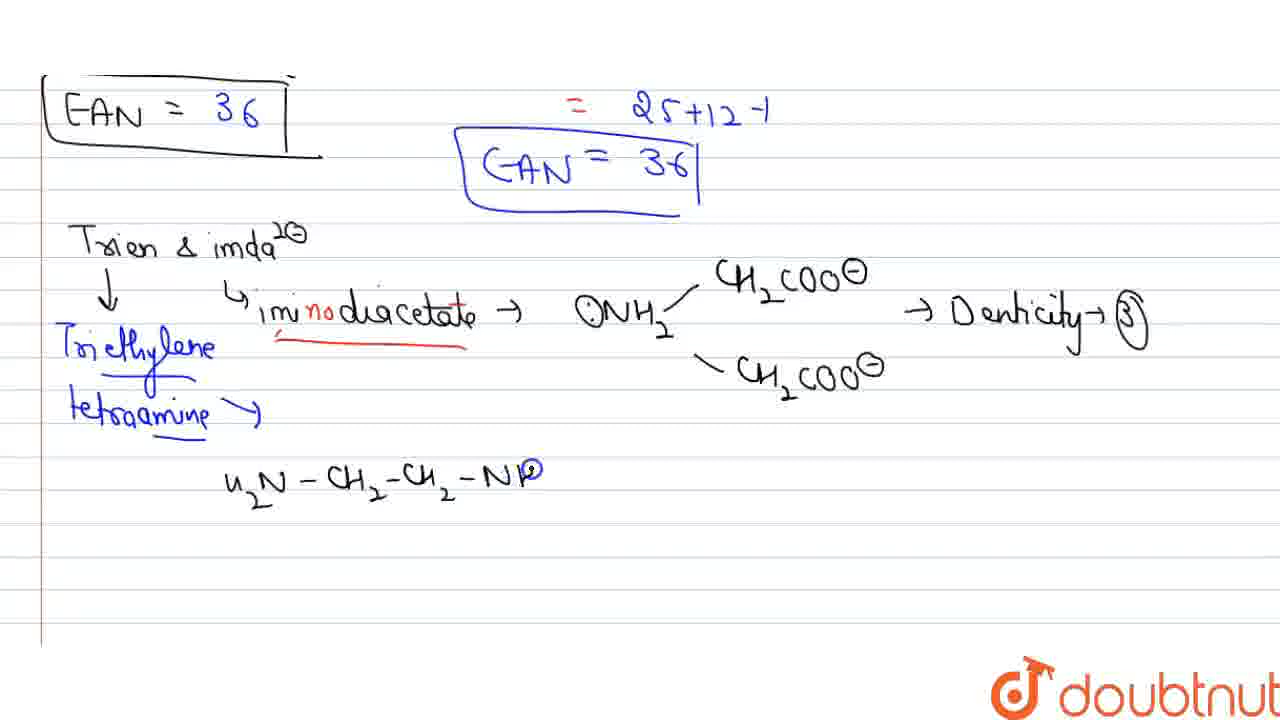 EAN = 36
= 25+12-1
EAN = 36
Trien & imda²⊖
↓ ↳ iminodiacetate → :NH₂ CH₂COO⊖ CH₂COO⊖ → Denticity → 3
Triethylene
tetraamine →
H₂N - CH₂ - CH₂ - NH
doubtnut